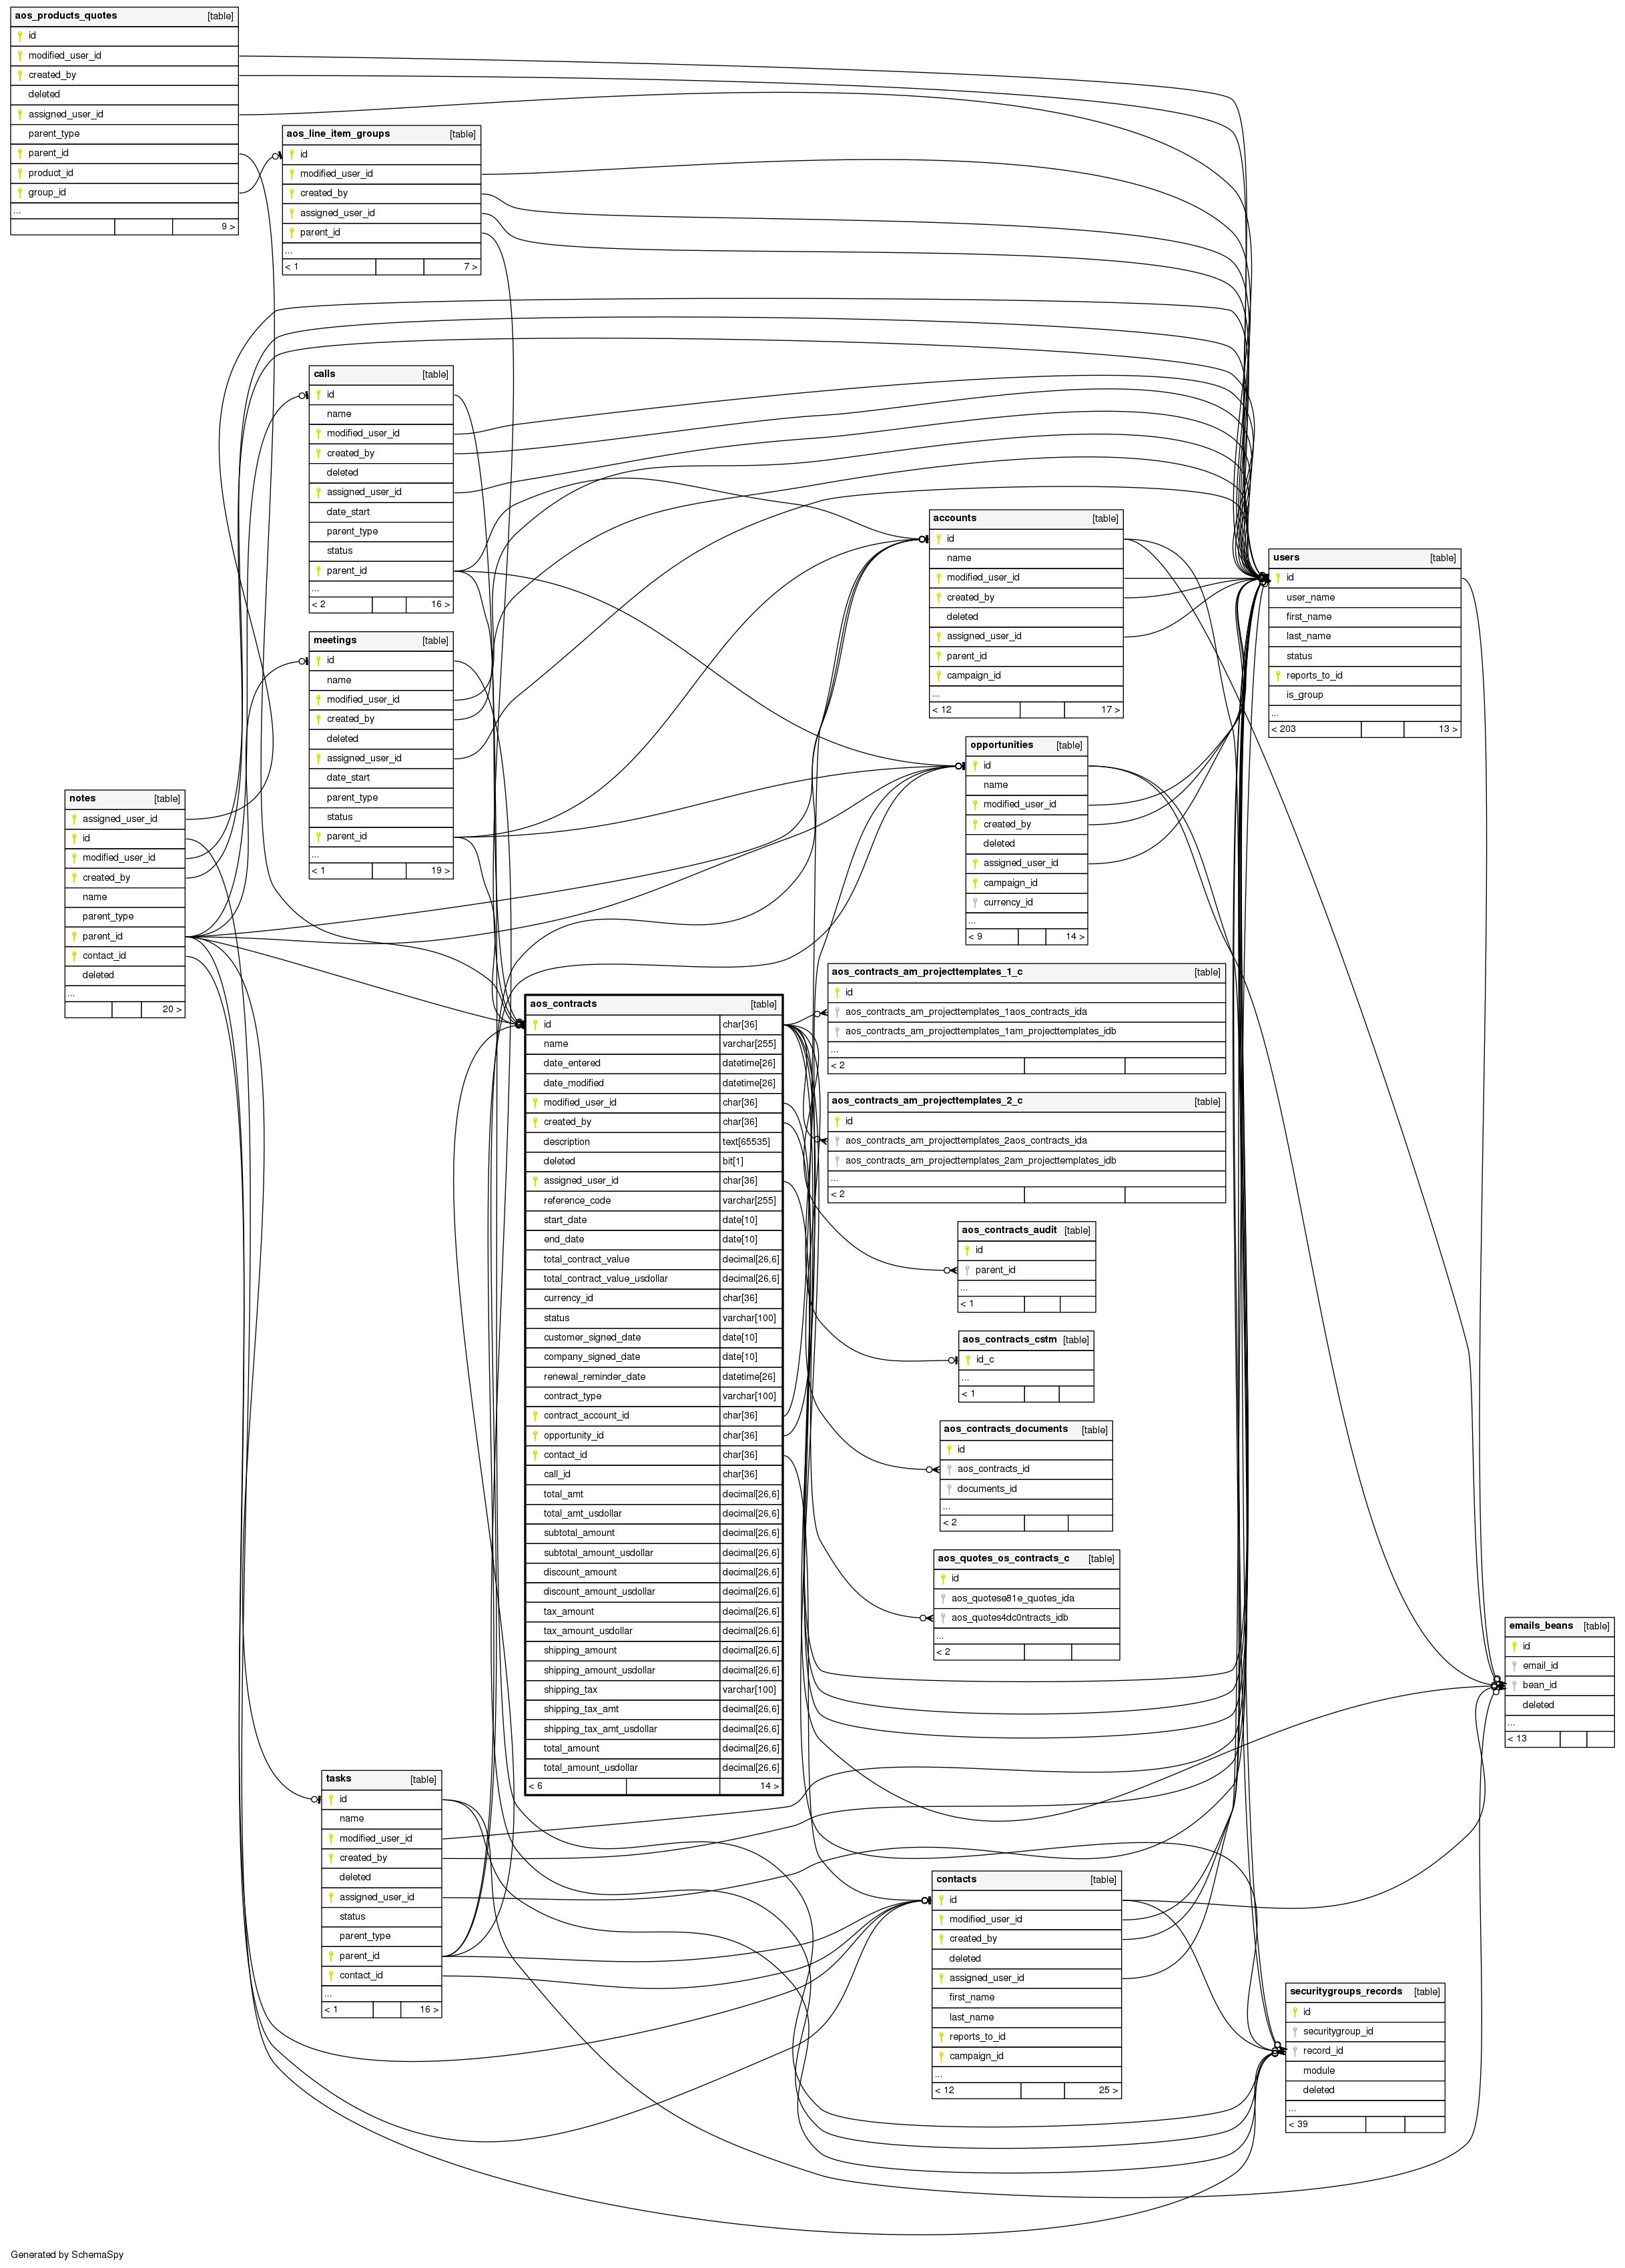 aos_products_quotes [table]
id
modified_user_id
created_by
deleted
assigned_user_id
parent_type
parent_id
product_id
group_id
...
9 >
aos_line_item_groups [table]
id
modified_user_id
created_by
assigned_user_id
parent_id
...
< 1 7 >
calls [table]
id
name
modified_user_id
created_by
deleted
assigned_user_id
date_start
parent_type
status
parent_id
...
< 2 16 >
meetings [table]
id
name
modified_user_id
created_by
deleted
assigned_user_id
date_start
parent_type
status
parent_id
...
< 1 19 >
notes [table]
assigned_user_id
id
modified_user_id
created_by
name
parent_type
parent_id
contact_id
deleted
...
20 >
accounts [table]
id
name
modified_user_id
created_by
deleted
assigned_user_id
parent_id
campaign_id
...
< 12 17 >
users [table]
id
user_name
first_name
last_name
status
reports_to_id
is_group
...
< 203 13 >
opportunities [table]
id
name
modified_user_id
created_by
deleted
assigned_user_id
campaign_id
currency_id
...
< 9 14 >
aos_contracts [table]
id char[36]
name varchar[255]
date_entered datetime[26]
date_modified datetime[26]
modified_user_id char[36]
created_by char[36]
description text[65535]
deleted bit[1]
assigned_user_id char[36]
reference_code varchar[255]
start_date date[10]
end_date date[10]
total_contract_value decimal[26,6]
total_contract_value_usdollar decimal[26,6]
currency_id char[36]
status varchar[100]
customer_signed_date date[10]
company_signed_date date[10]
renewal_reminder_date datetime[26]
contract_type varchar[100]
contract_account_id char[36]
opportunity_id char[36]
contact_id char[36]
call_id char[36]
total_amt decimal[26,6]
total_amt_usdollar decimal[26,6]
subtotal_amount decimal[26,6]
subtotal_amount_usdollar decimal[26,6]
discount_amount decimal[26,6]
discount_amount_usdollar decimal[26,6]
tax_amount decimal[26,6]
tax_amount_usdollar decimal[26,6]
shipping_amount decimal[26,6]
shipping_amount_usdollar decimal[26,6]
shipping_tax varchar[100]
shipping_tax_amt decimal[26,6]
shipping_tax_amt_usdollar decimal[26,6]
total_amount decimal[26,6]
total_amount_usdollar decimal[26,6]
< 6 14 >
aos_contracts_am_projecttemplates_1_c [table]
id
aos_contracts_am_projecttemplates_1aos_contracts_ida
aos_contracts_am_projecttemplates_1am_projecttemplates_idb
...
< 2
aos_contracts_am_projecttemplates_2_c [table]
id
aos_contracts_am_projecttemplates_2aos_contracts_ida
aos_contracts_am_projecttemplates_2am_projecttemplates_idb
...
< 2
aos_contracts_audit [table]
id
parent_id
...
< 1
aos_contracts_cstm [table]
id_c
...
< 1
aos_contracts_documents [table]
id
aos_contracts_id
documents_id
...
< 2
aos_quotes_os_contracts_c [table]
id
aos_quotese81e_quotes_ida
aos_quotes4dc0ntracts_idb
...
< 2
emails_beans [table]
id
email_id
bean_id
deleted
...
< 13
tasks [table]
id
name
modified_user_id
created_by
deleted
assigned_user_id
status
parent_type
parent_id
contact_id
...
< 1 16 >
contacts [table]
id
modified_user_id
created_by
deleted
assigned_user_id
first_name
last_name
reports_to_id
campaign_id
...
< 12 25 >
securitygroups_records [table]
id
securitygroup_id
record_id
module
deleted
...
< 39
Generated by SchemaSpy